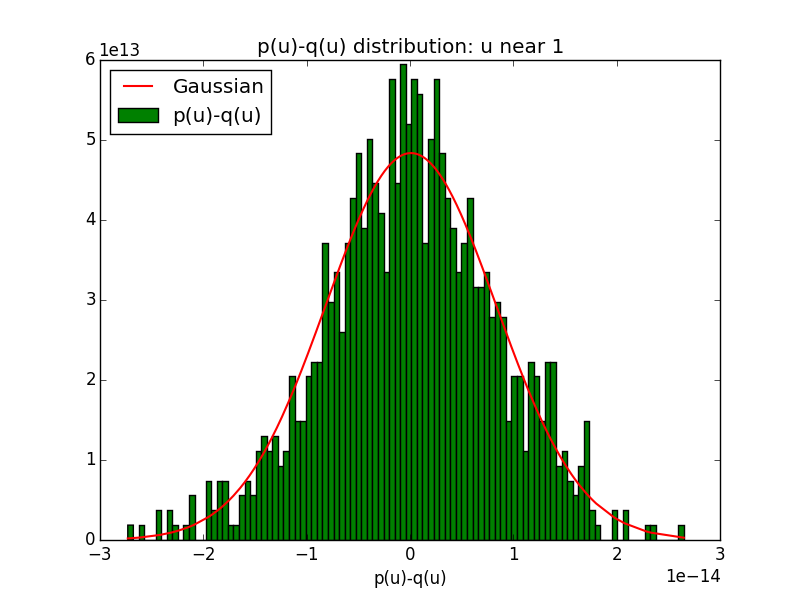 p(u)-q(u) distribution: u near 1
1e13
Gaussian
p(u)-q(u)
6
5
4
3
2
1
0
−3 −2 −1 0 1 2 3
p(u)-q(u)
1e−14